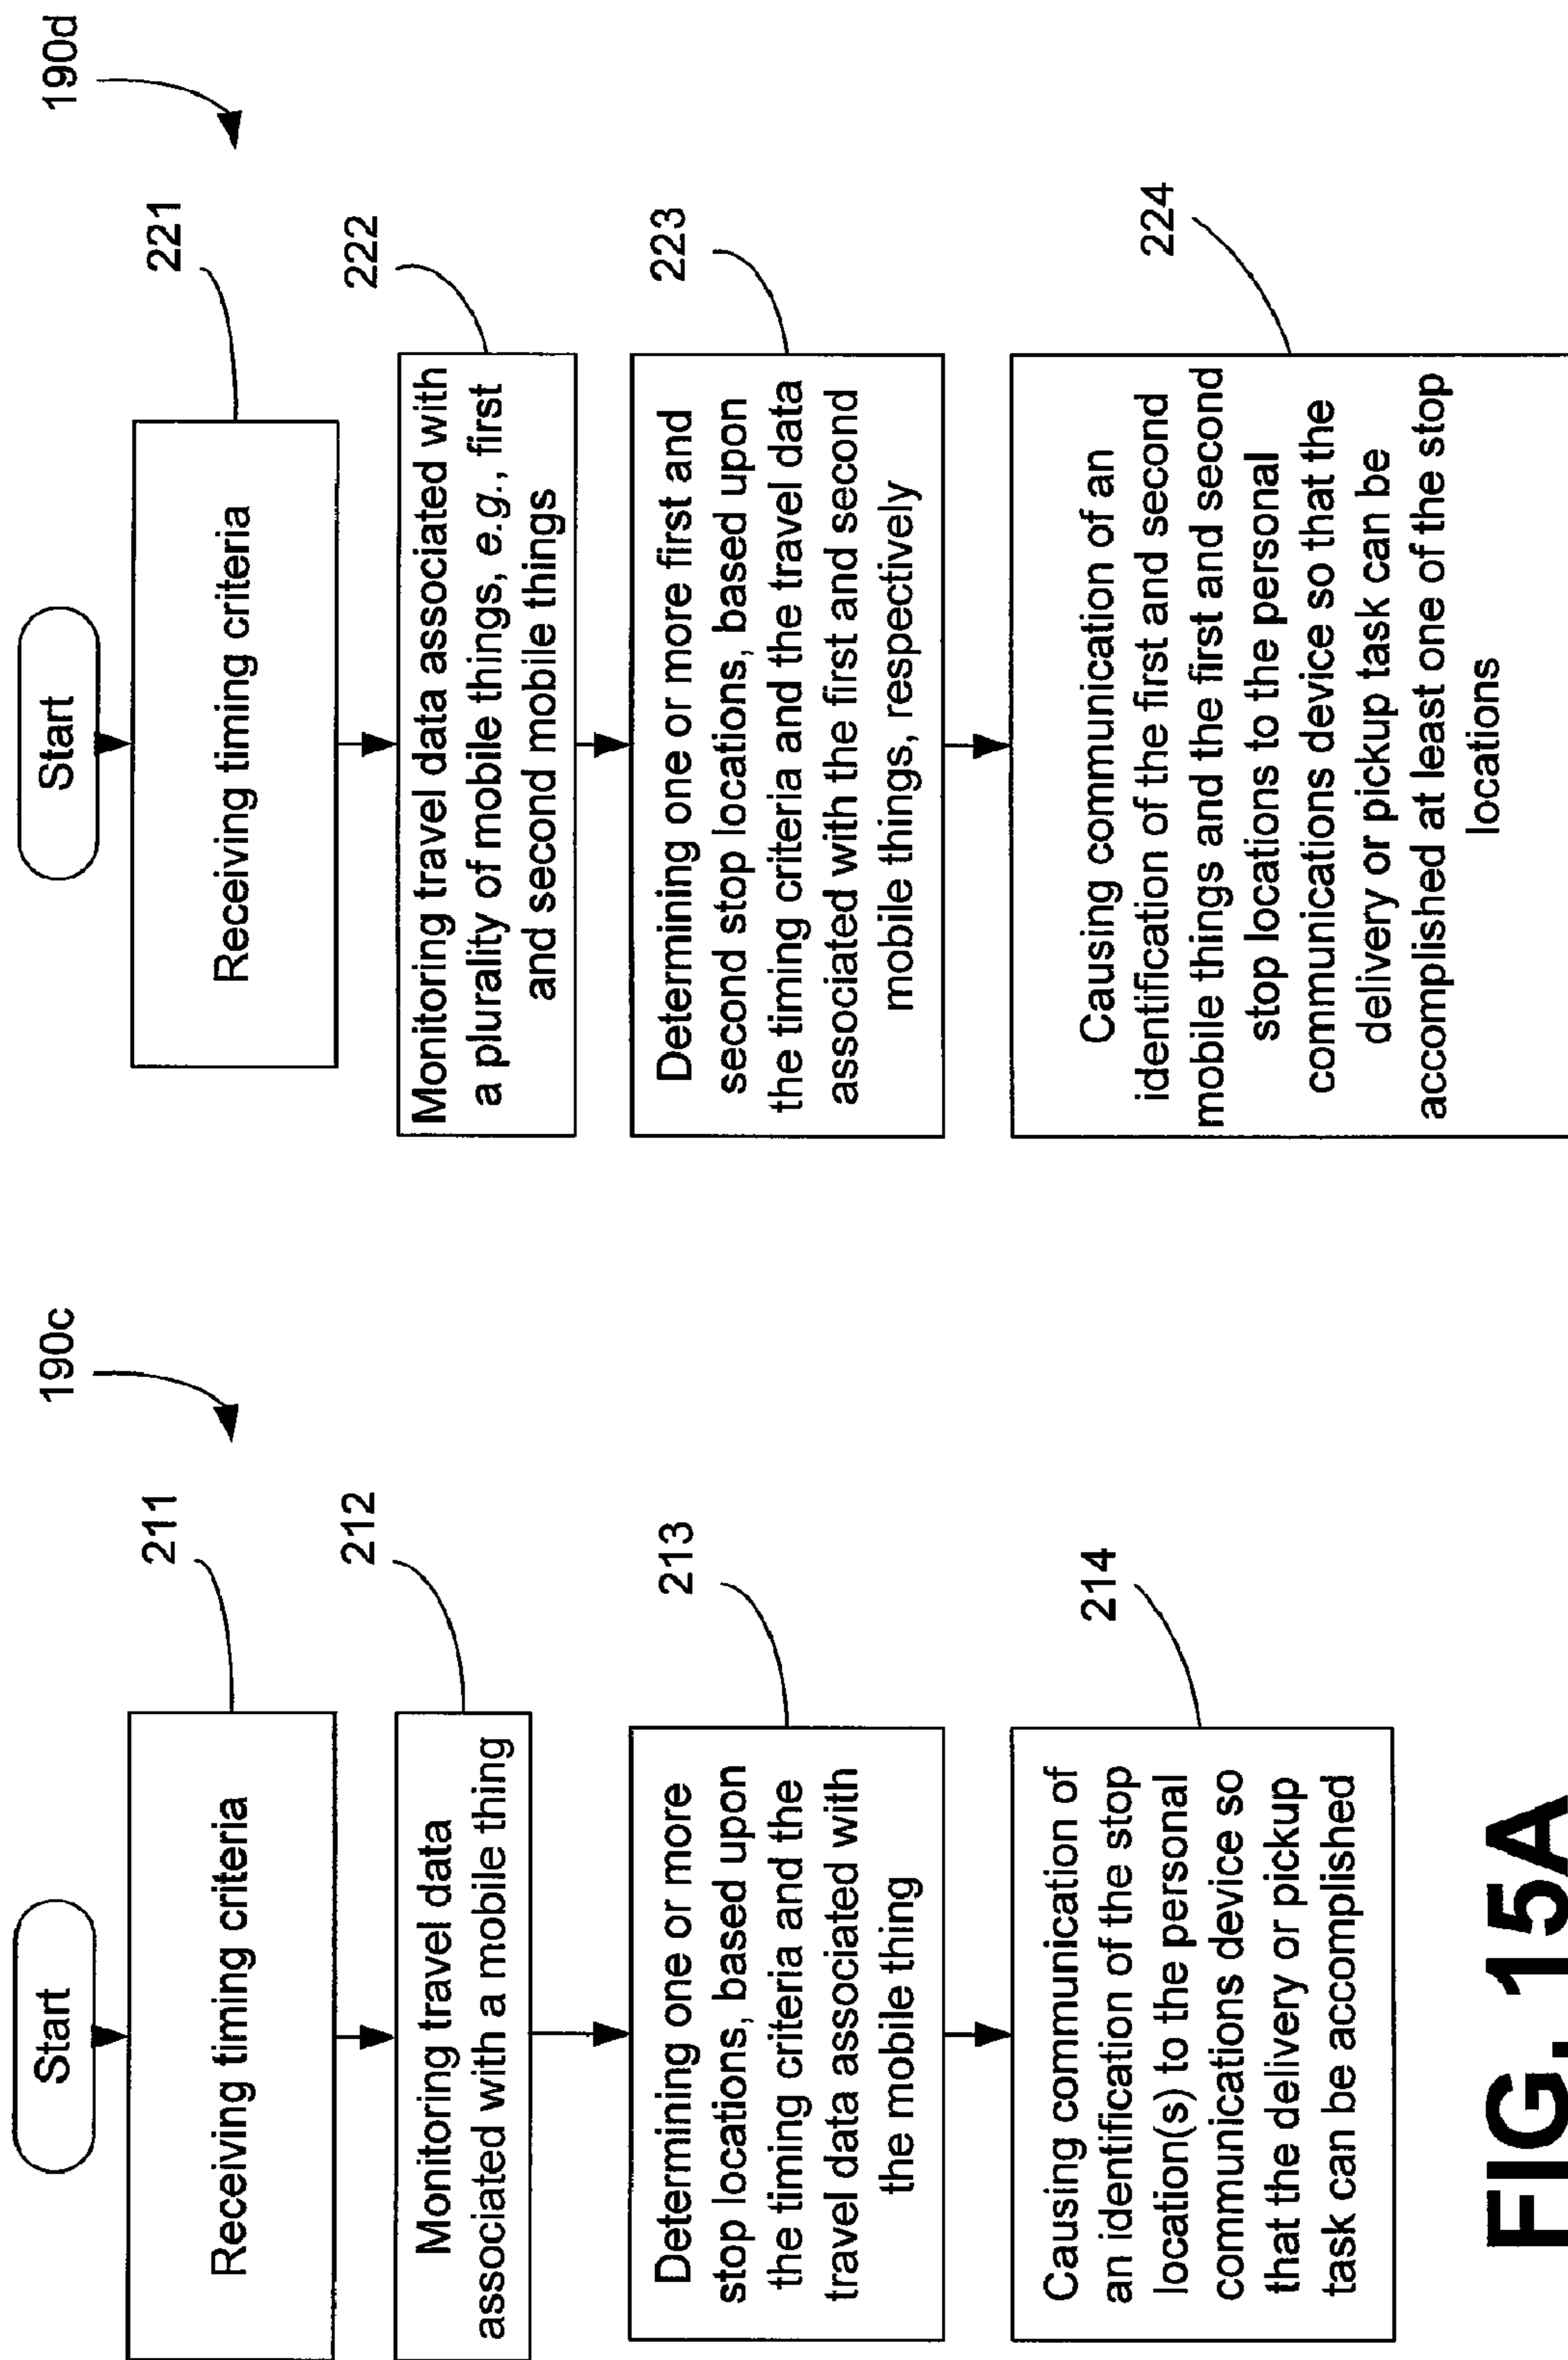 190c
Start
211
Receiving timing criteria
212
Monitoring travel data
associated with a mobile thing
213
Determining one or more
stop locations, based upon
the timing criteria and the
travel data associated with
the mobile thing
214
Causing communication of
an identification of the stop
location(s) to the personal
communications device so
that the delivery or pickup
task can be accomplished
FIG. 15A
190d
Start
221
Receiving timing criteria
222
Monitoring travel data associated with
a plurality of mobile things, e.g., first
and second mobile things
223
Determining one or more first and
second stop locations, based upon
the timing criteria and the travel data
associated with the first and second
mobile things, respectively
224
Causing communication of an
identification of the first and second
mobile things and the first and second
stop locations to the personal
communications device so that the
delivery or pickup task can be
accomplished at least one of the stop
locations